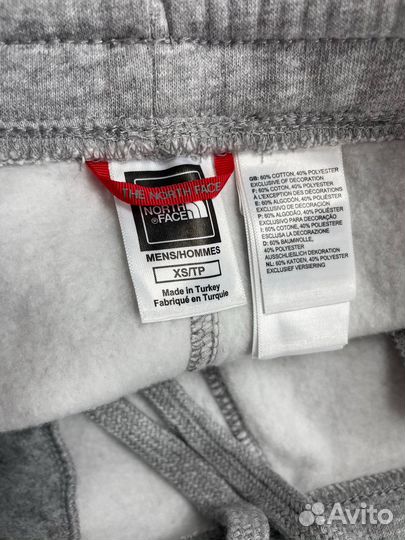 THE NORTH FACE
NORTH
FACE
MENS/HOMMES
XS/TP
Made in Turkey
Fabriqué en Turquie
GB: 60% COTTON, 40% POLYESTER
EXCLUSIVE OF DECORATION
F: 60% COTON, 40% POLYESTER
A L'EXCEPTION DES DÉCORATIONS
E: 60% ALGODÓN, 40% POLIÉSTER
EXCLUSIVO DE DECORACIÓN
P: 60% ALGODÃO, 40% POLIÉSTER
EXCLUSIVO PARA DECORAÇÃO
I: 60% COTONE, 40% POLIESTERE
ESCLUSA LA DECORAZIONE
D: 60% BAUMWOLLE,
40% POLYESTER
AUSSCHLIEßLICH DEKORATION
NL: 60% KATOEN, 40% POLYESTER
EXCLUSIEF VERSIERING
Avito